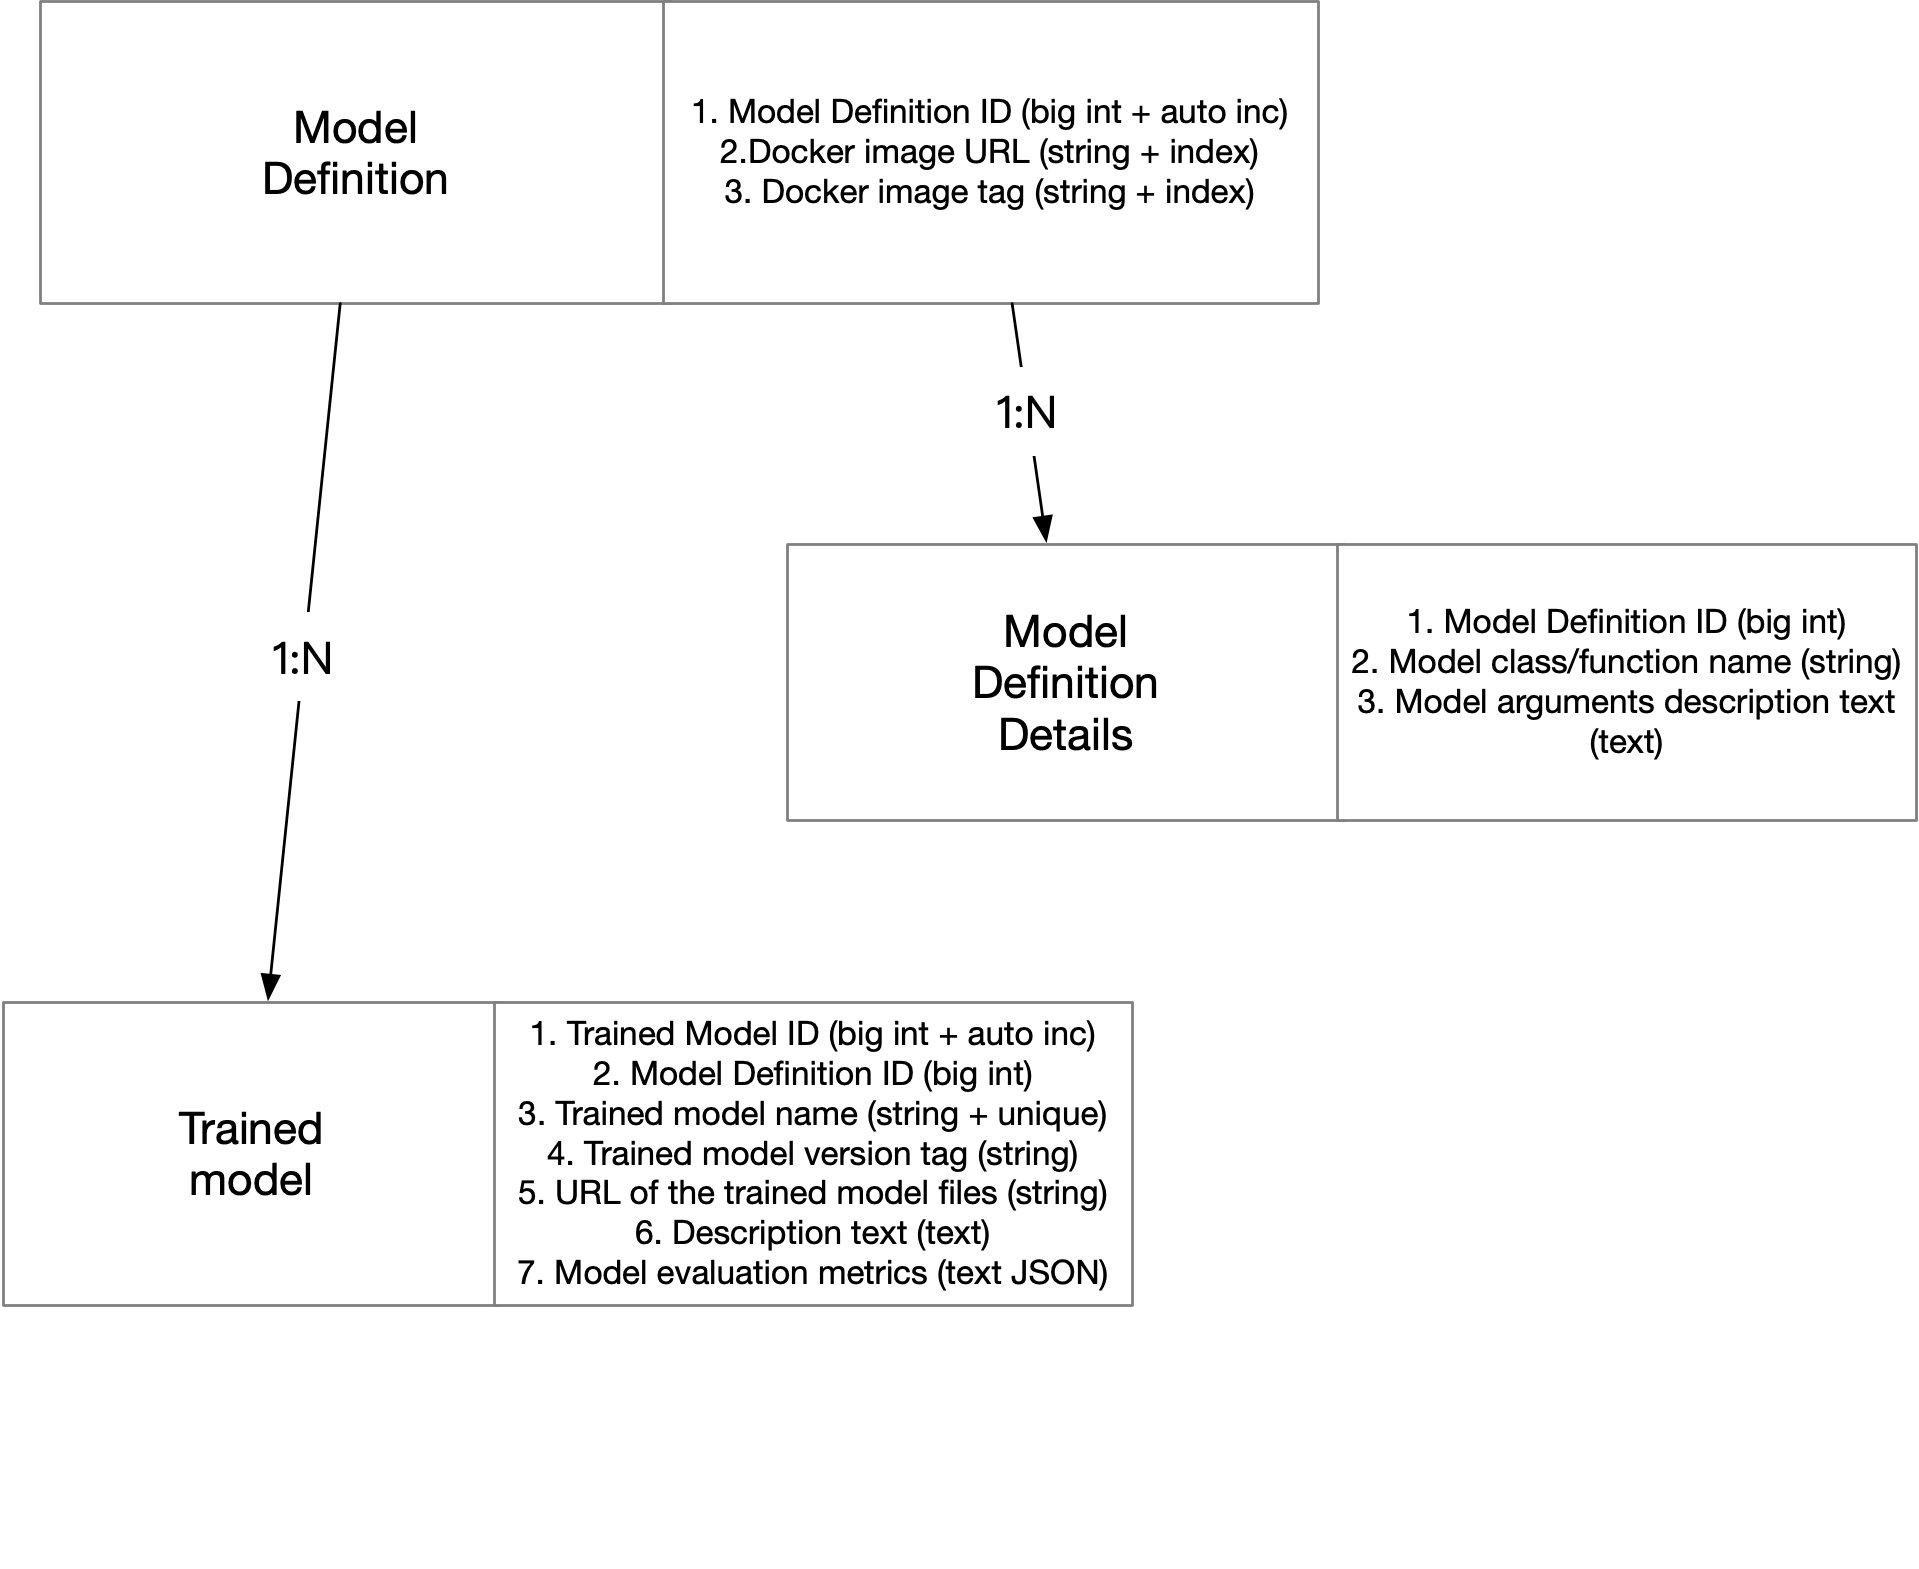 Model
Definition
1. Model Definition ID (big int + auto inc)
2.Docker image URL (string + index)
3. Docker image tag (string + index)
1:N
1:N
Model
Definition
Details
1. Model Definition ID (big int)
2. Model class/function name (string)
3. Model arguments description text
(text)
Trained
model
1. Trained Model ID (big int + auto inc)
2. Model Definition ID (big int)
3. Trained model name (string + unique)
4. Trained model version tag (string)
5. URL of the trained model files (string)
6. Description text (text)
7. Model evaluation metrics (text JSON)